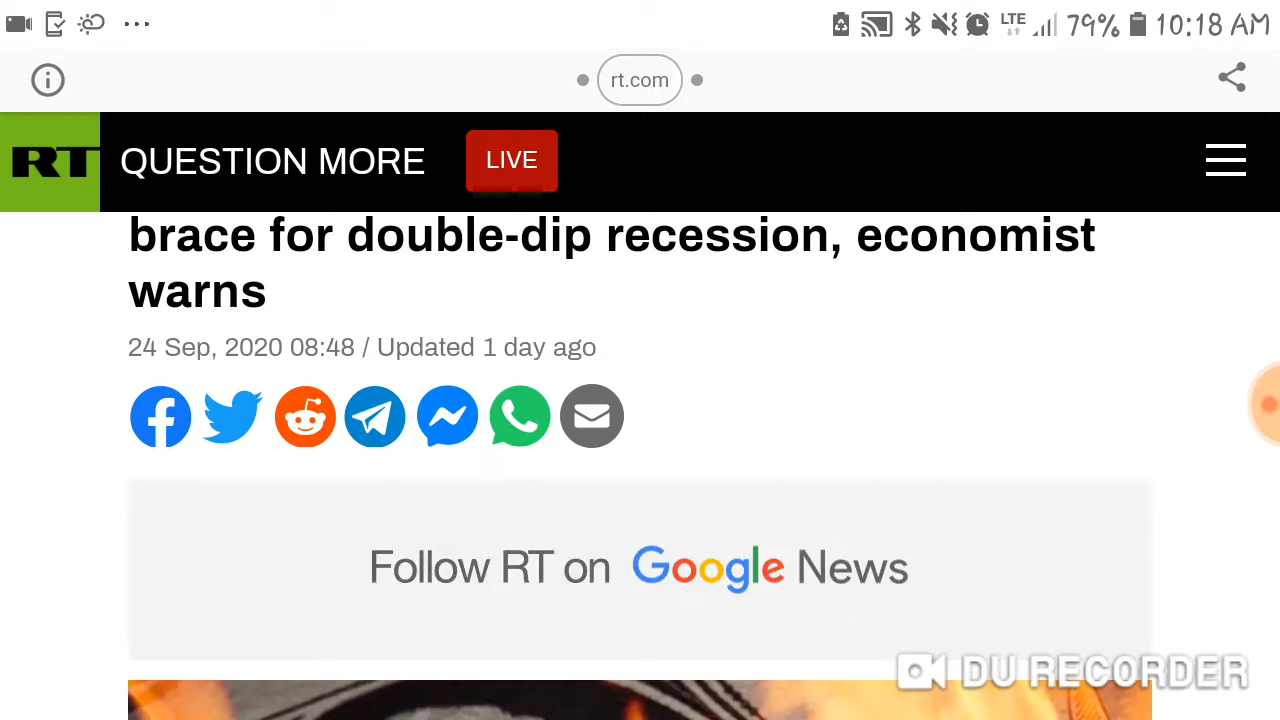 LTE 79% 10:18 AM
rt.com
RT QUESTION MORE LIVE
brace for double-dip recession, economist
warns
24 Sep, 2020 08:48 / Updated 1 day ago
Follow RT on Google News
DU RECORDER